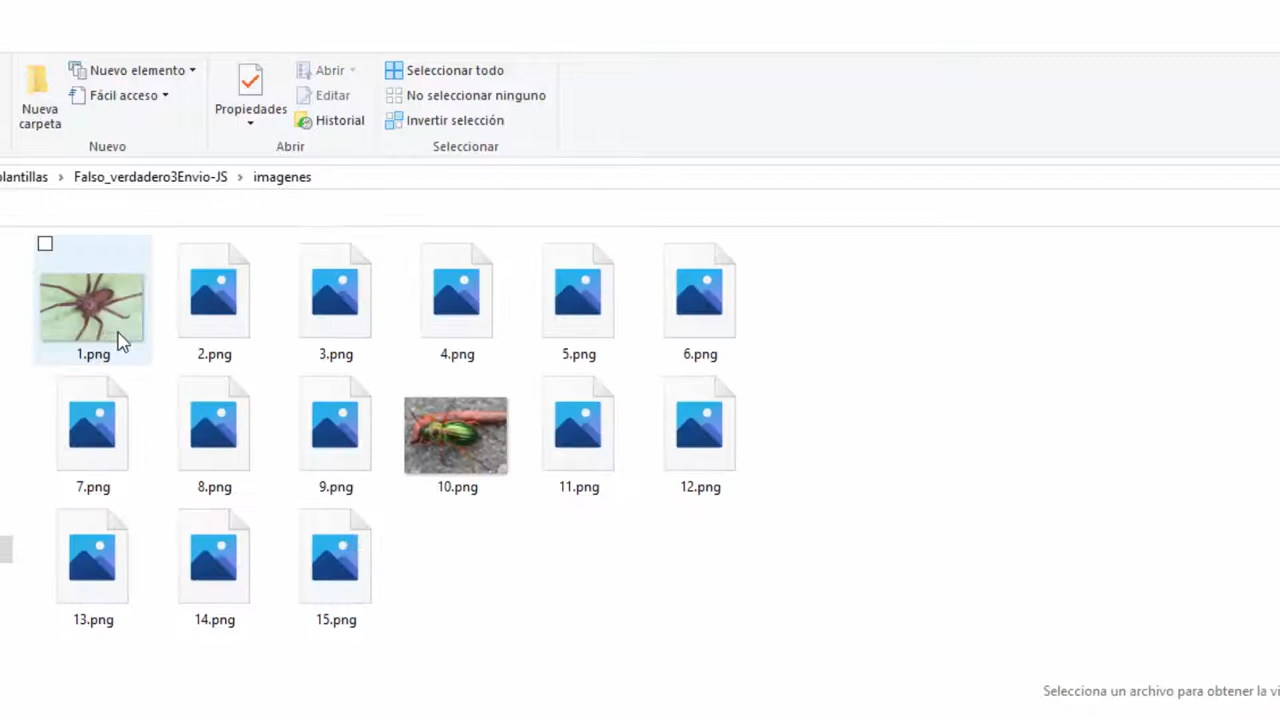 Nueva carpeta
Nuevo elemento
Fácil acceso
Nuevo
Propiedades
Abrir
Editar
Historial
Abrir
Seleccionar todo
No seleccionar ninguno
Invertir selección
Seleccionar
lantillas > Falso_verdadero3Envio-JS > imagenes
1.png 2.png 3.png 4.png 5.png 6.png
7.png 8.png 9.png 10.png 11.png 12.png
13.png 14.png 15.png
Selecciona un archivo para obtener la vi